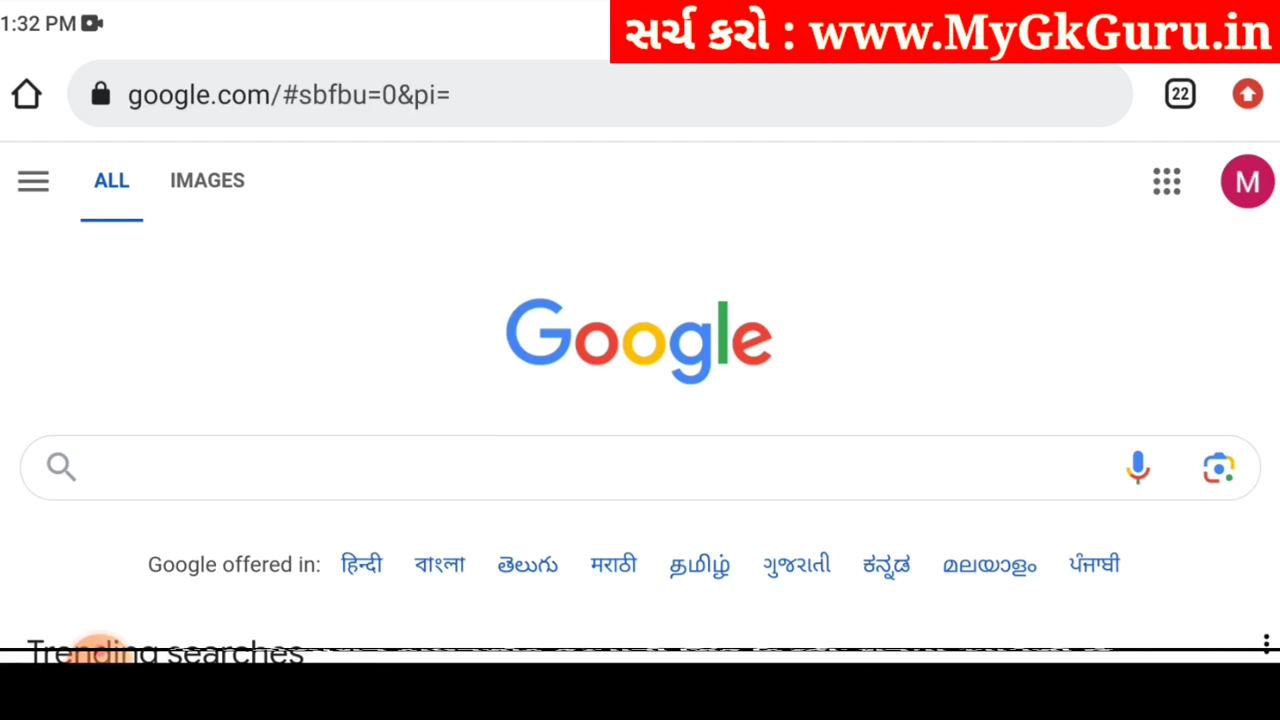 1:32 PM
સર્ચ કરો : www.MyGkGuru.in
google.com/#sbfbu=0&pi=
22
ALL IMAGES
M
Google
Google offered in: हिन्दी বাংলা తెలుగు मराठी தமிழ் ગુજરાતી ಕನ್ನಡ മലയാളം ਪੰਜਾਬੀ
Trending searches